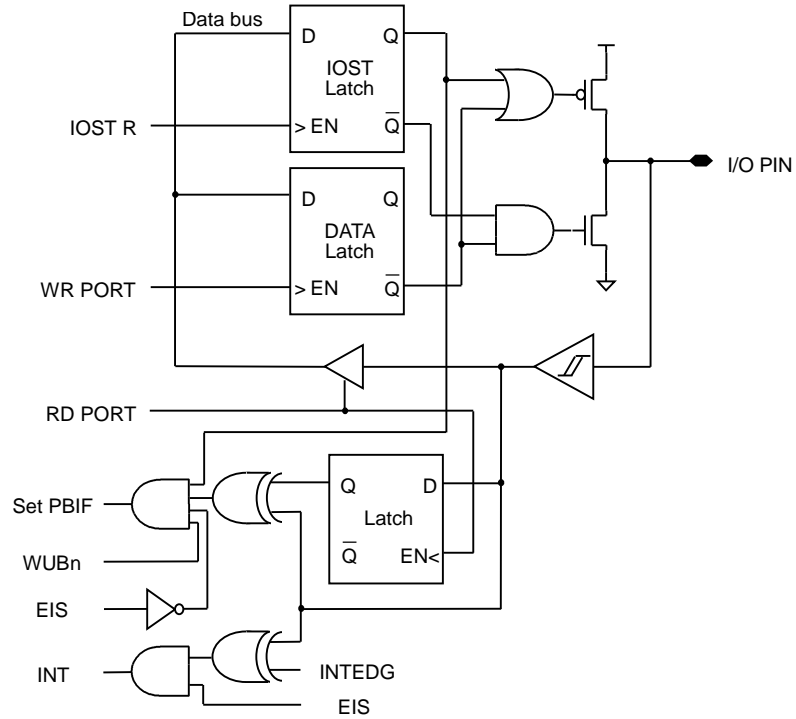 Data bus
D Q
IOST
Latch
IOST R
> EN Q̅
I/O PIN
D Q
DATA
Latch
WR PORT
> EN Q̅
RD PORT
Q D
Set PBIF
Latch
WUBn
Q̅ EN<
EIS
INT
INTEDG
EIS